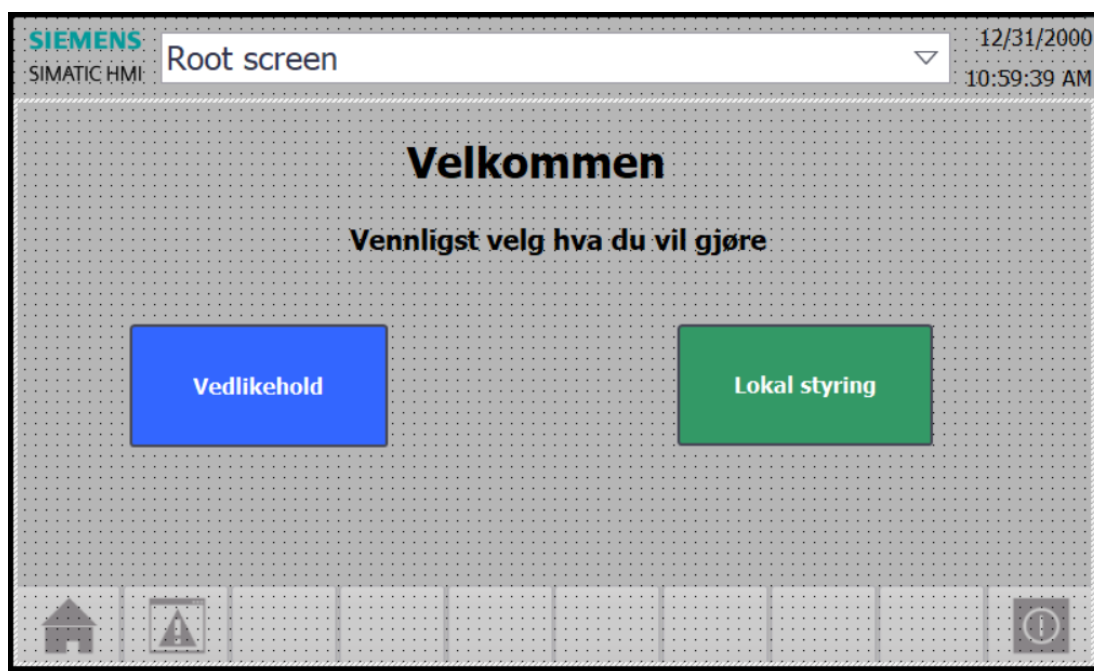 SIEMENS
SIMATIC HMI
Root screen
12/31/2000
10:59:39 AM
Velkommen
Vennligst velg hva du vil gjøre
Vedlikehold
Lokal styring